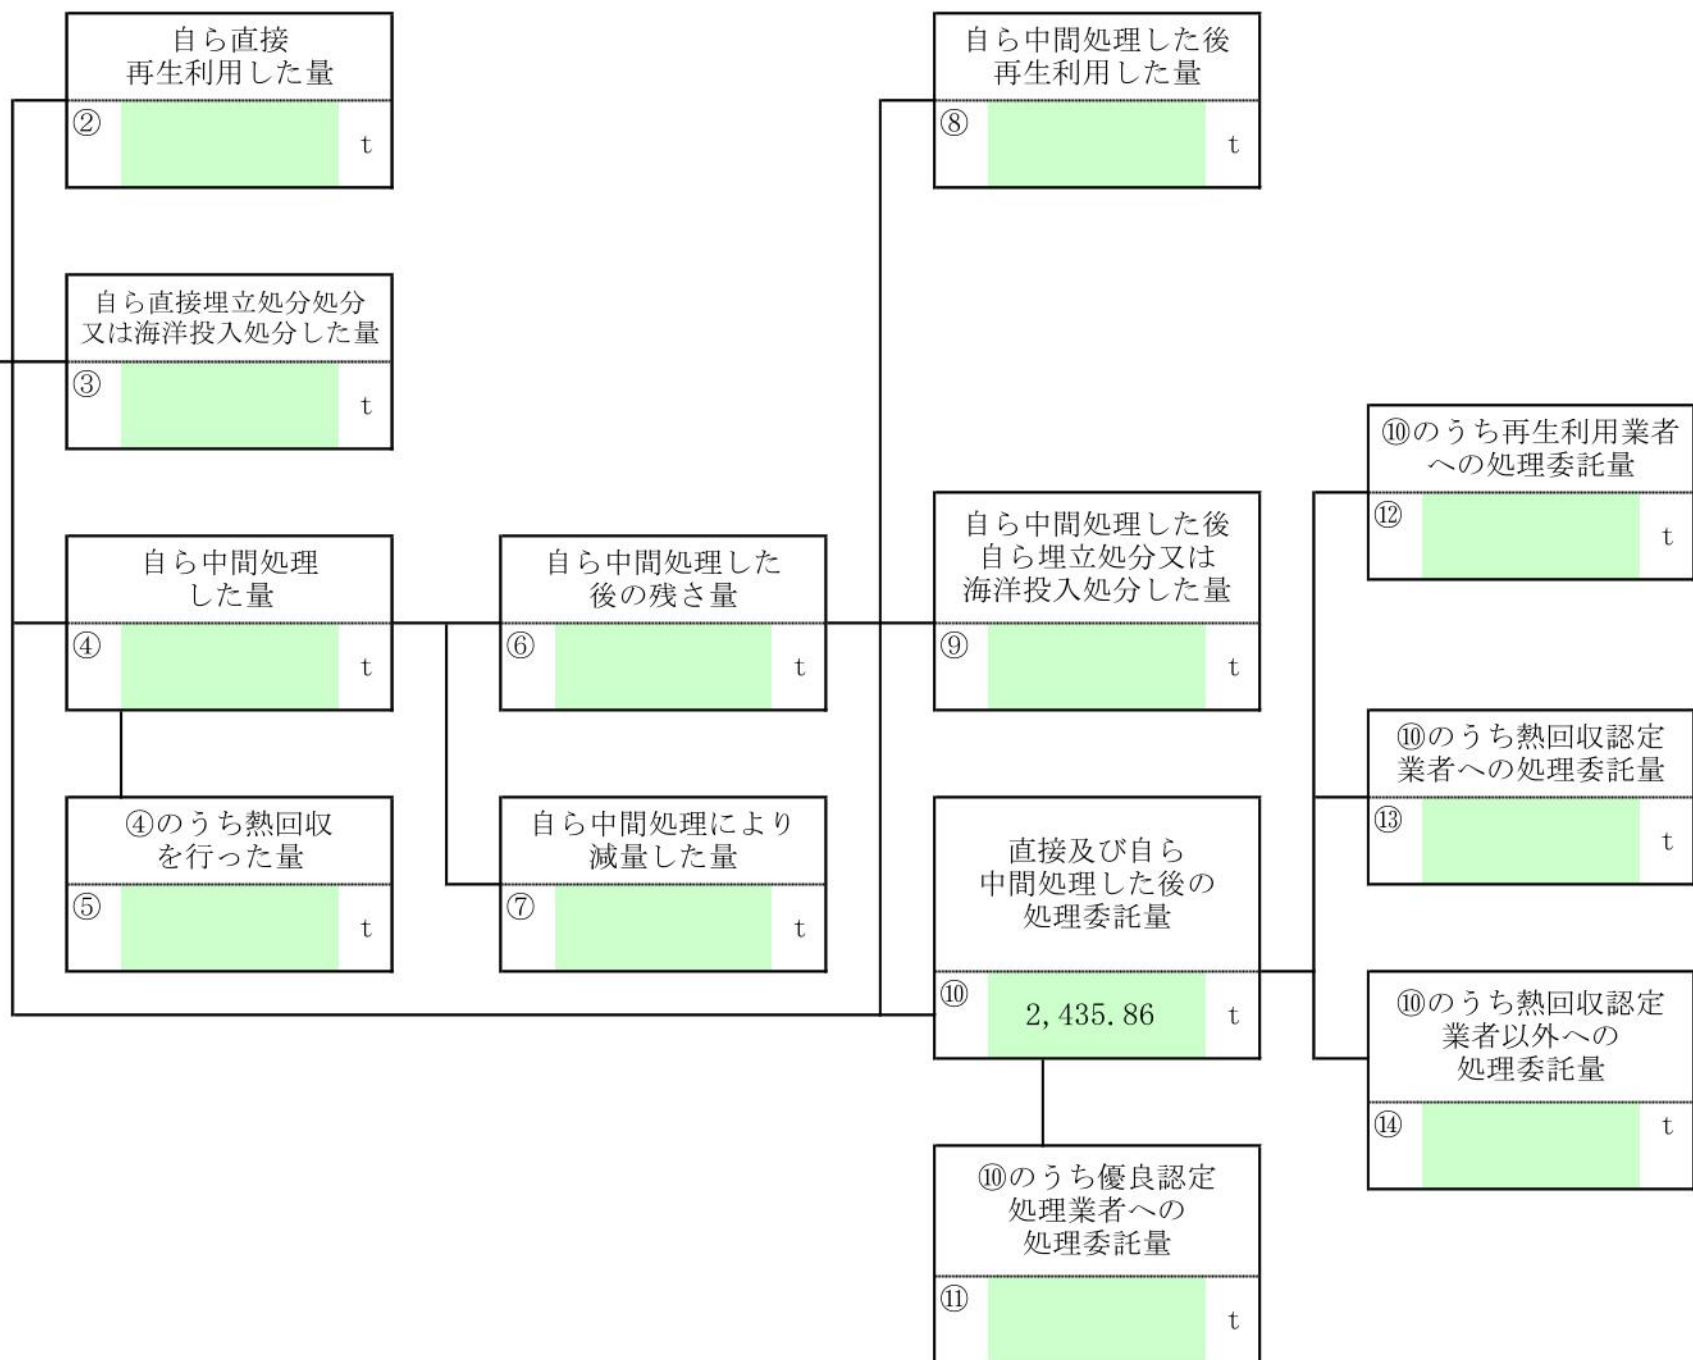 自ら直接
再生利用した量
②
t
自ら中間処理した後
再生利用した量
⑧
t
自ら直接埋立処分処分
又は海洋投入処分した量
③
t
⑩のうち再生利用業者
への処理委託量
⑫
t
自ら中間処理
した量
④
t
自ら中間処理した
後の残さ量
⑥
t
自ら中間処理した後
自ら埋立処分又は
海洋投入処分した量
⑨
t
⑩のうち熱回収認定
業者への処理委託量
⑬
t
④のうち熱回収
を行った量
⑤
t
自ら中間処理により
減量した量
⑦
t
直接及び自ら
中間処理した後の
処理委託量
⑩ 2,435.86 t
⑩のうち熱回収認定
業者以外への
処理委託量
⑭
t
⑩のうち優良認定
処理業者への
処理委託量
⑪
t